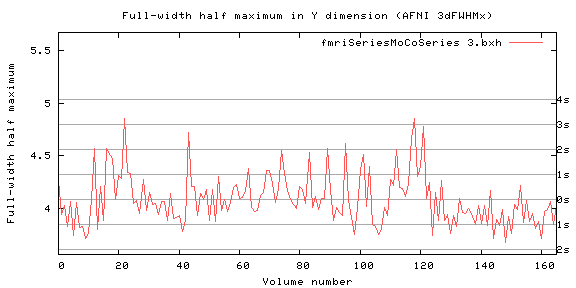 Full-width half maximum in Y dimension (AFNI 3dFWHMx)
fmriSeriesMoCoSeries 3.bxh
Full-width half maximum
5.5
5
4.5
4
4s
3s
2s
1s
0s
1s
2s
0 20 40 60 80 100 120 140 160
Volume number